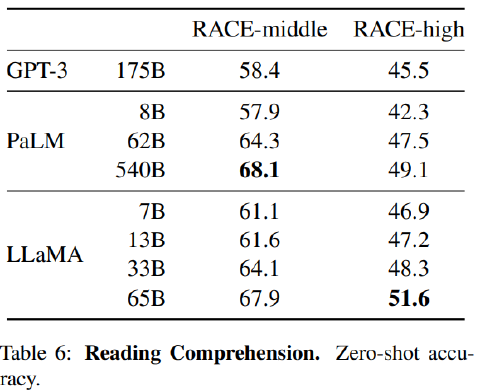 RACE-middle RACE-high
GPT-3 175B 58.4 45.5
8B 57.9 42.3
PaLM 62B 64.3 47.5
540B 68.1 49.1
7B 61.1 46.9
13B 61.6 47.2
LLaMA
33B 64.1 48.3
65B 67.9 51.6
Table 6: Reading Comprehension. Zero-shot accu-
racy.